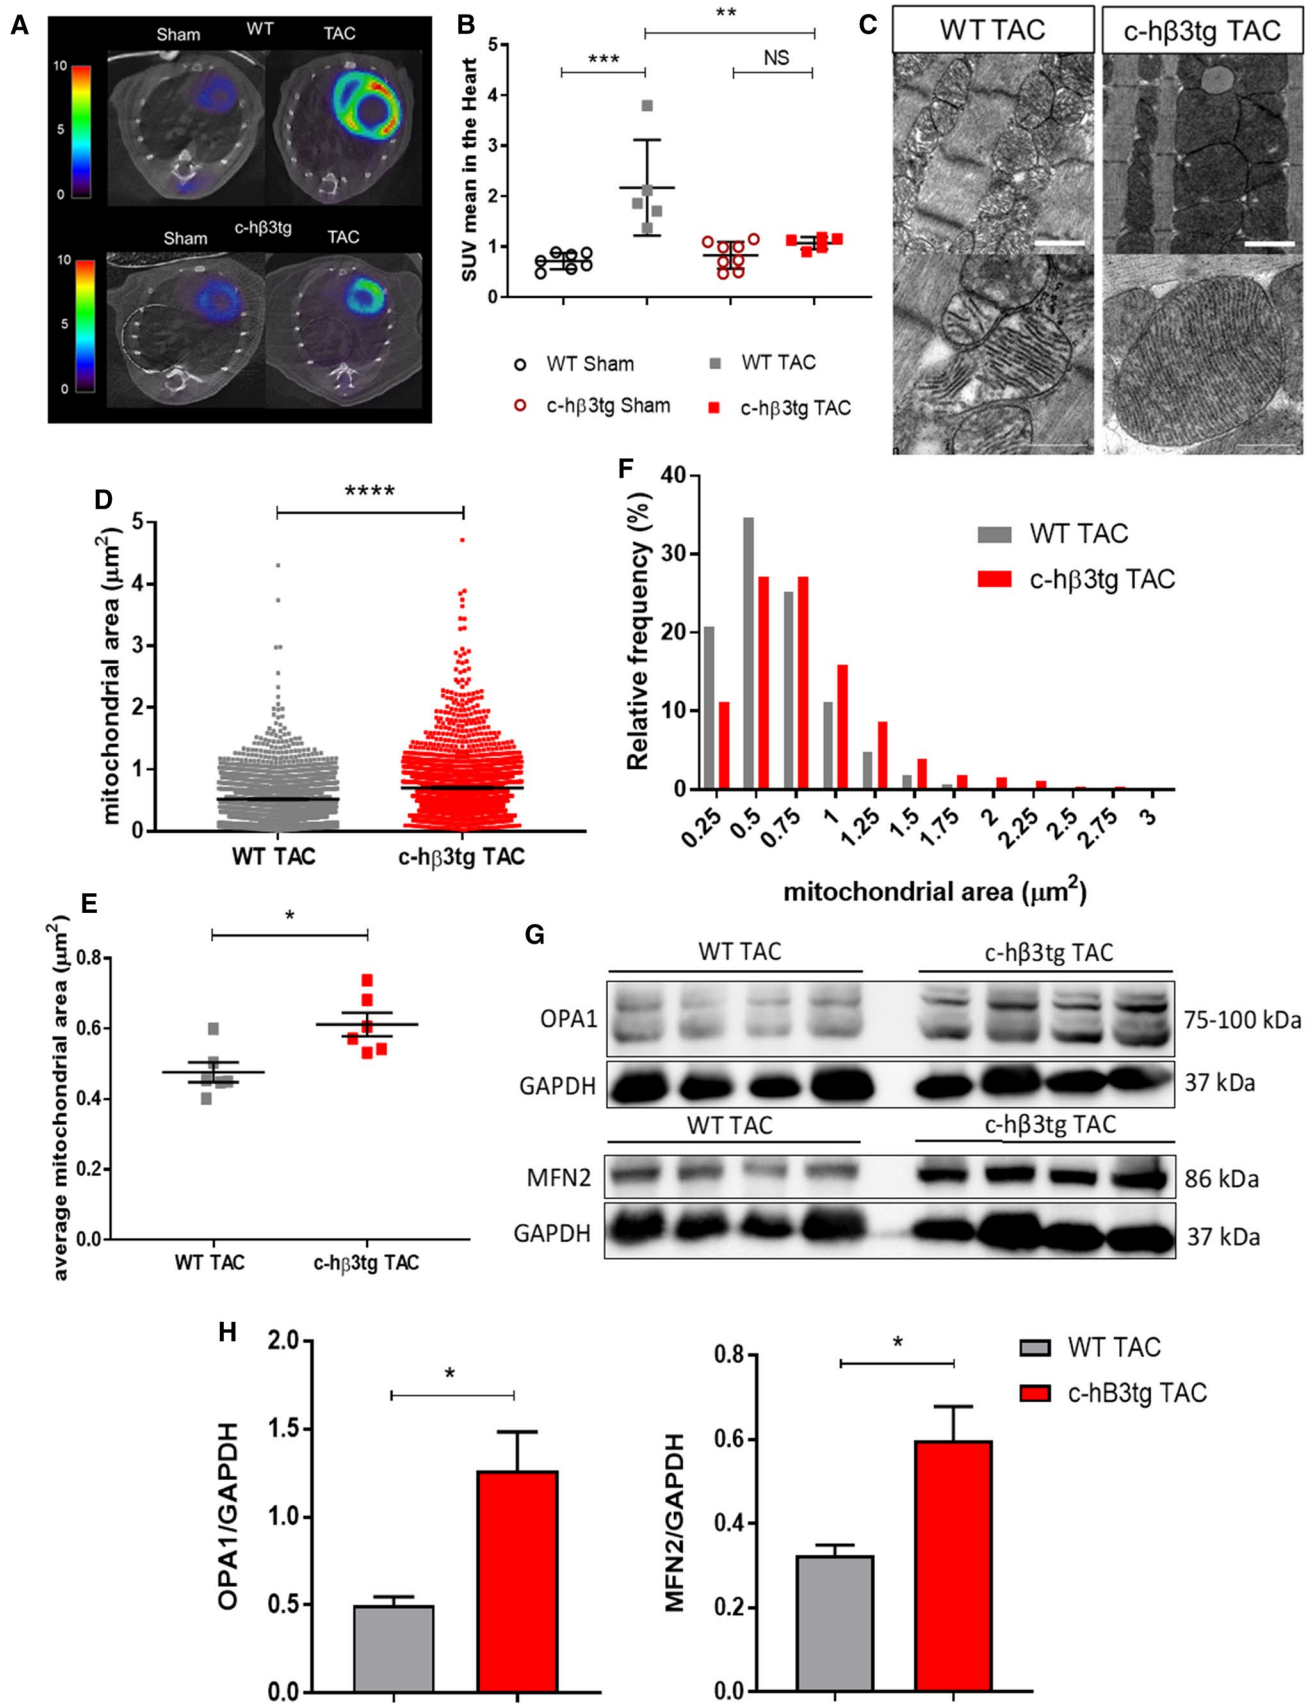 A
WT
Sham TAC
10
5
0
c-hβ3tg
Sham TAC
10
5
0
B
SUV mean in the Heart
5
4
3
2
1
0
**
***
NS
WT Sham
WT TAC
c-hβ3tg Sham
c-hβ3tg TAC
C
WT TAC
c-hβ3tg TAC
D
mitochondrial area (μm²)
5
4
3
2
1
0
****
WT TAC
c-hβ3tg TAC
F
Relative frequency (%)
40
30
20
10
0
WT TAC
c-hβ3tg TAC
0.25 0.5 0.75 1 1.25 1.5 1.75 2 2.25 2.5 2.75 3
mitochondrial area (μm²)
E
average mitochondrial area (μm²)
0.8
0.6
0.4
0.2
0.0
*
WT TAC
c-hβ3tg TAC
G
WT TAC
c-hβ3tg TAC
OPA1
75-100 kDa
GAPDH
37 kDa
WT TAC
c-hβ3tg TAC
MFN2
86 kDa
GAPDH
37 kDa
H
OPA1/GAPDH
2.0
1.5
1.0
0.5
0.0
*
MFN2/GAPDH
0.8
0.6
0.4
0.2
0.0
*
WT TAC
c-hB3tg TAC